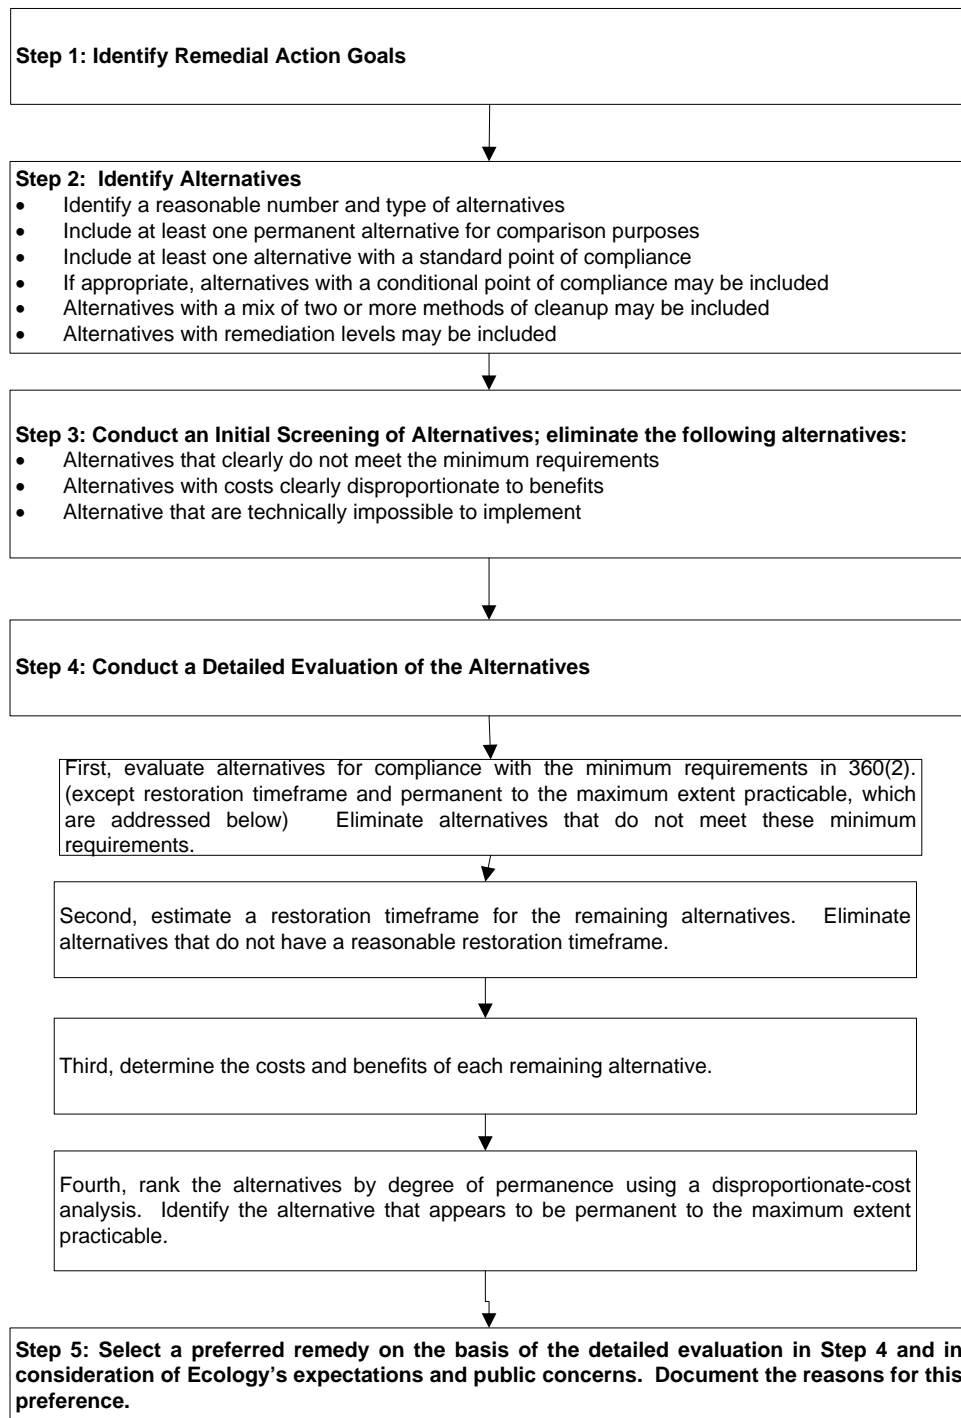 Step 1: Identify Remedial Action Goals
Step 2:  Identify Alternatives
• Identify a reasonable number and type of alternatives
• Include at least one permanent alternative for comparison purposes
• Include at least one alternative with a standard point of compliance
• If appropriate, alternatives with a conditional point of compliance may be included
• Alternatives with a mix of two or more methods of cleanup may be included
• Alternatives with remediation levels may be included
Step 3: Conduct an Initial Screening of Alternatives; eliminate the following alternatives:
• Alternatives that clearly do not meet the minimum requirements
• Alternatives with costs clearly disproportionate to benefits
• Alternative that are technically impossible to implement
Step 4: Conduct a Detailed Evaluation of the Alternatives
First, evaluate alternatives for compliance with the minimum requirements in 360(2).
(except restoration timeframe and permanent to the maximum extent practicable, which
are addressed below)   Eliminate alternatives that do not meet these minimum
requirements.
Second, estimate a restoration timeframe for the remaining alternatives.  Eliminate
alternatives that do not have a reasonable restoration timeframe.
Third, determine the costs and benefits of each remaining alternative.
Fourth, rank the alternatives by degree of permanence using a disproportionate-cost
analysis.  Identify the alternative that appears to be permanent to the maximum extent
practicable.
Step 5: Select a preferred remedy on the basis of the detailed evaluation in Step 4 and in
consideration of Ecology’s expectations and public concerns.  Document the reasons for this
preference.